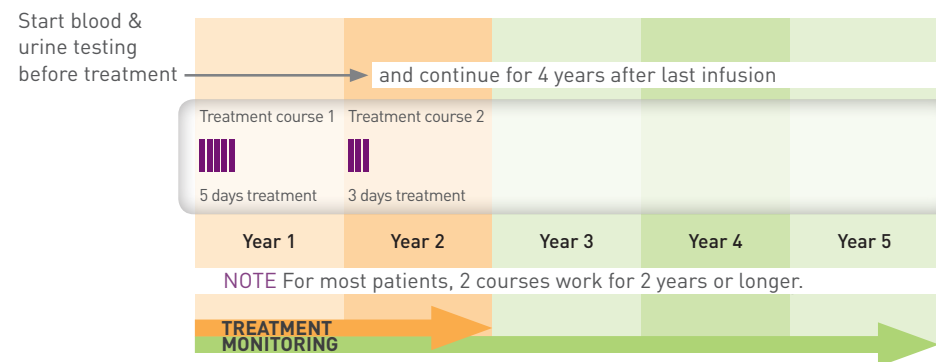 Start blood &
urine testing
before treatment
and continue for 4 years after last infusion
Treatment course 1
Treatment course 2
5 days treatment
3 days treatment
Year 1
Year 2
Year 3
Year 4
Year 5
NOTE For most patients, 2 courses work for 2 years or longer.
TREATMENT
MONITORING